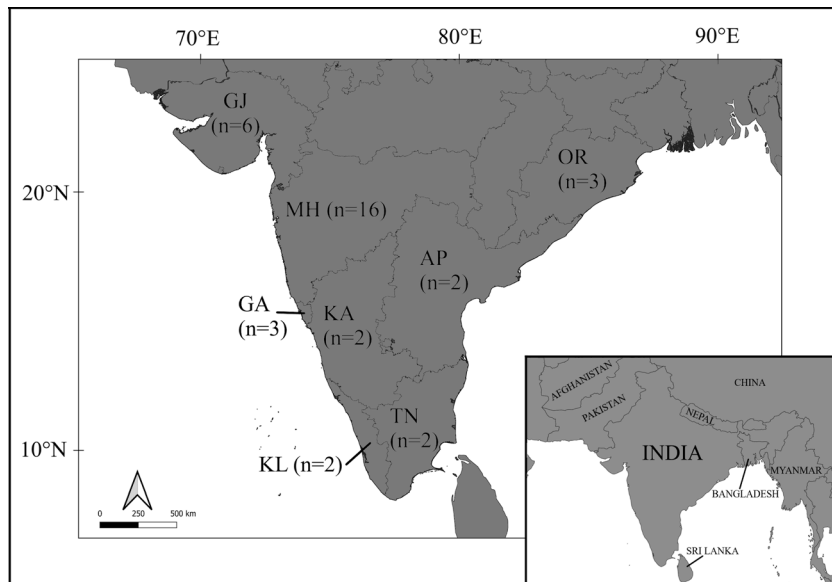 70°E 80°E 90°E
GJ
(n=6)
OR
(n=3)
20°N
MH (n=16)
AP
(n=2)
GA
(n=3)
KA
(n=2)
TN
(n=2)
10°N
KL (n=2)
0 250 500 km
AFGHANISTAN
CHINA
PAKISTAN
NEPAL
INDIA
MYANMAR
BANGLADESH
SRI LANKA